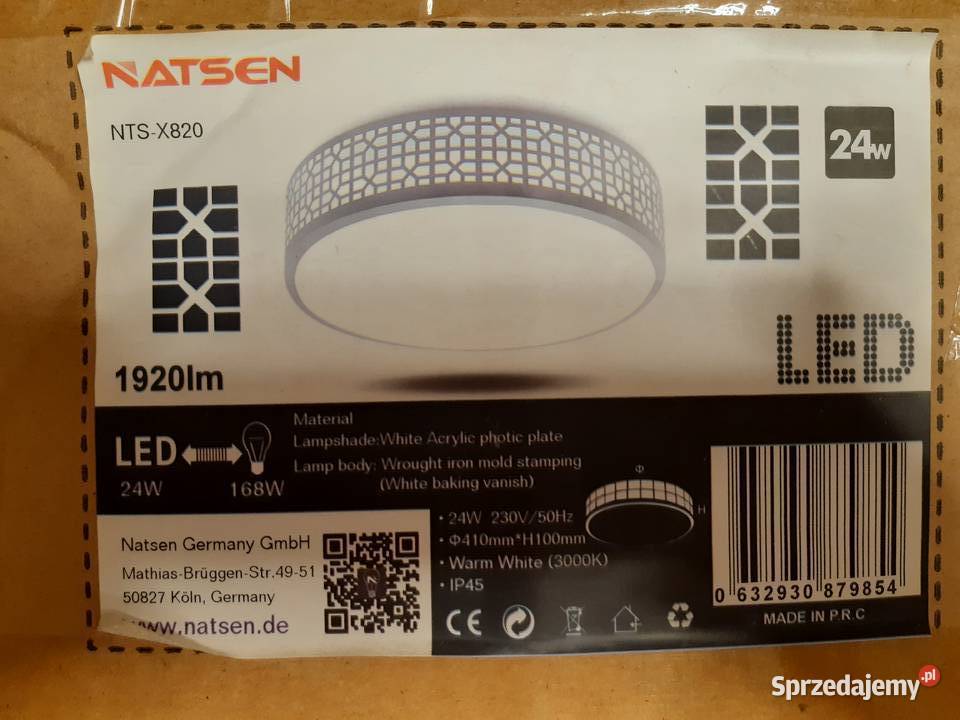 NATSEN
NTS-X820
24W
1920lm
LED
LED
24W
168W
Material
Lampshade:White Acrylic photic plate
Lamp body: Wrought iron mold stamping
(White baking vanish)
Φ
H
• 24W 230V/50Hz
• Φ410mm*H100mm
• Warm White (3000K)
• IP45
CE
Natsen Germany GmbH
Mathias-Brüggen-Str.49-51
50827 Köln, Germany
www.natsen.de
0 632930 879854
MADE IN P.R.C
Sprzedajemy.pl